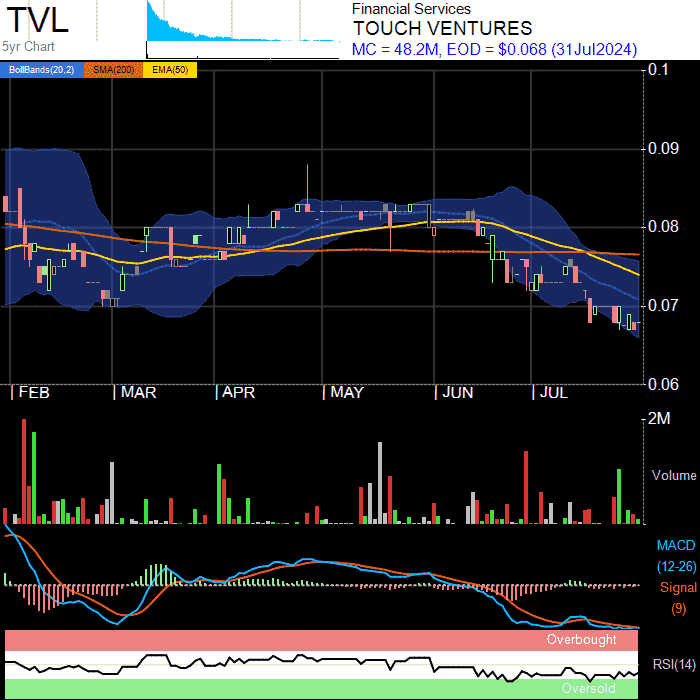 TVL
5yr Chart
Financial Services
TOUCH VENTURES
MC = 48.2M, EOD = $0.068 (31Jul2024)
BollBands(20,2) SMA(200) EMA(50)
0.1
0.09
0.08
0.07
0.06
FEB MAR APR MAY JUN JUL
2M
Volume
MACD
(12-26)
Signal
(9)
Overbought
RSI(14)
Oversold